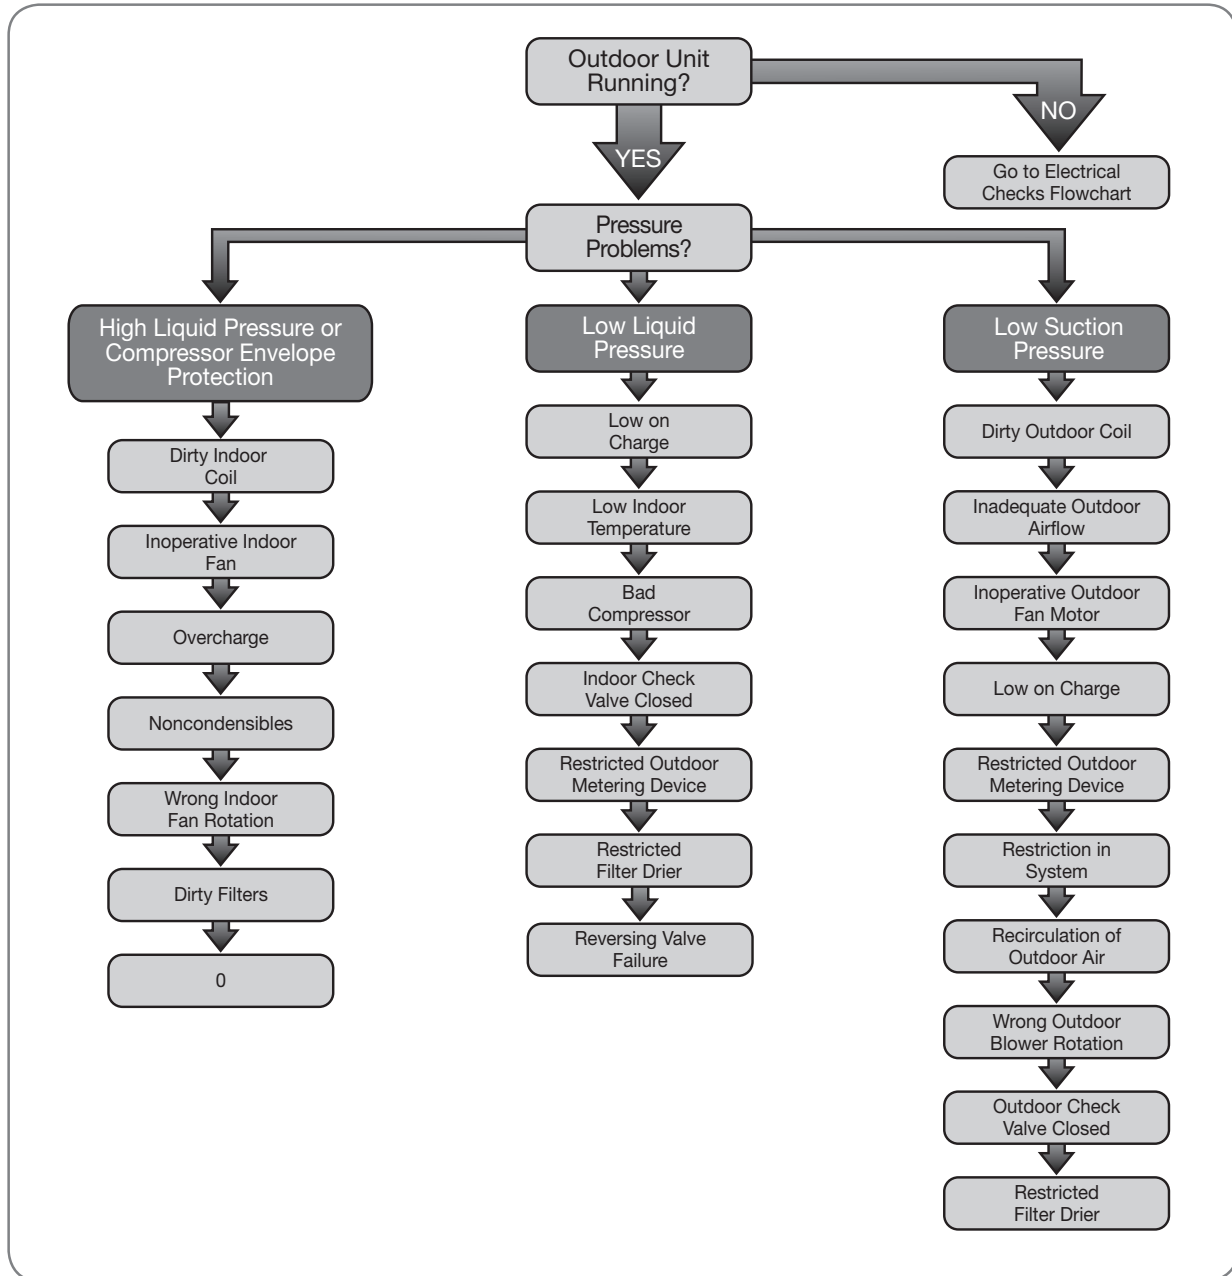 Outdoor Unit
Running?
NO
YES
Go to Electrical
Checks Flowchart
Pressure
Problems?
High Liquid Pressure or
Compressor Envelope
Protection
Dirty Indoor
Coil
Inoperative Indoor
Fan
Overcharge
Noncondensibles
Wrong Indoor
Fan Rotation
Dirty Filters
0
Low Liquid
Pressure
Low on
Charge
Low Indoor
Temperature
Bad
Compressor
Indoor Check
Valve Closed
Restricted Outdoor
Metering Device
Restricted
Filter Drier
Reversing Valve
Failure
Low Suction
Pressure
Dirty Outdoor Coil
Inadequate Outdoor
Airflow
Inoperative Outdoor
Fan Motor
Low on Charge
Restricted Outdoor
Metering Device
Restriction in
System
Recirculation of
Outdoor Air
Wrong Outdoor
Blower Rotation
Outdoor Check
Valve Closed
Restricted
Filter Drier